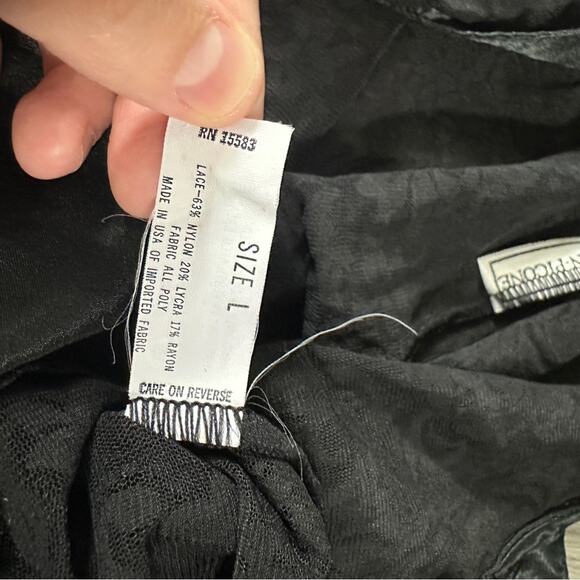 RN 15583
SIZE L
LACE-63% NYLON 20% LYCRA 17% RAYON
FABRIC ALL POLY
MADE IN USA OF IMPORTED FABRIC
CARE ON REVERSE
PICONE